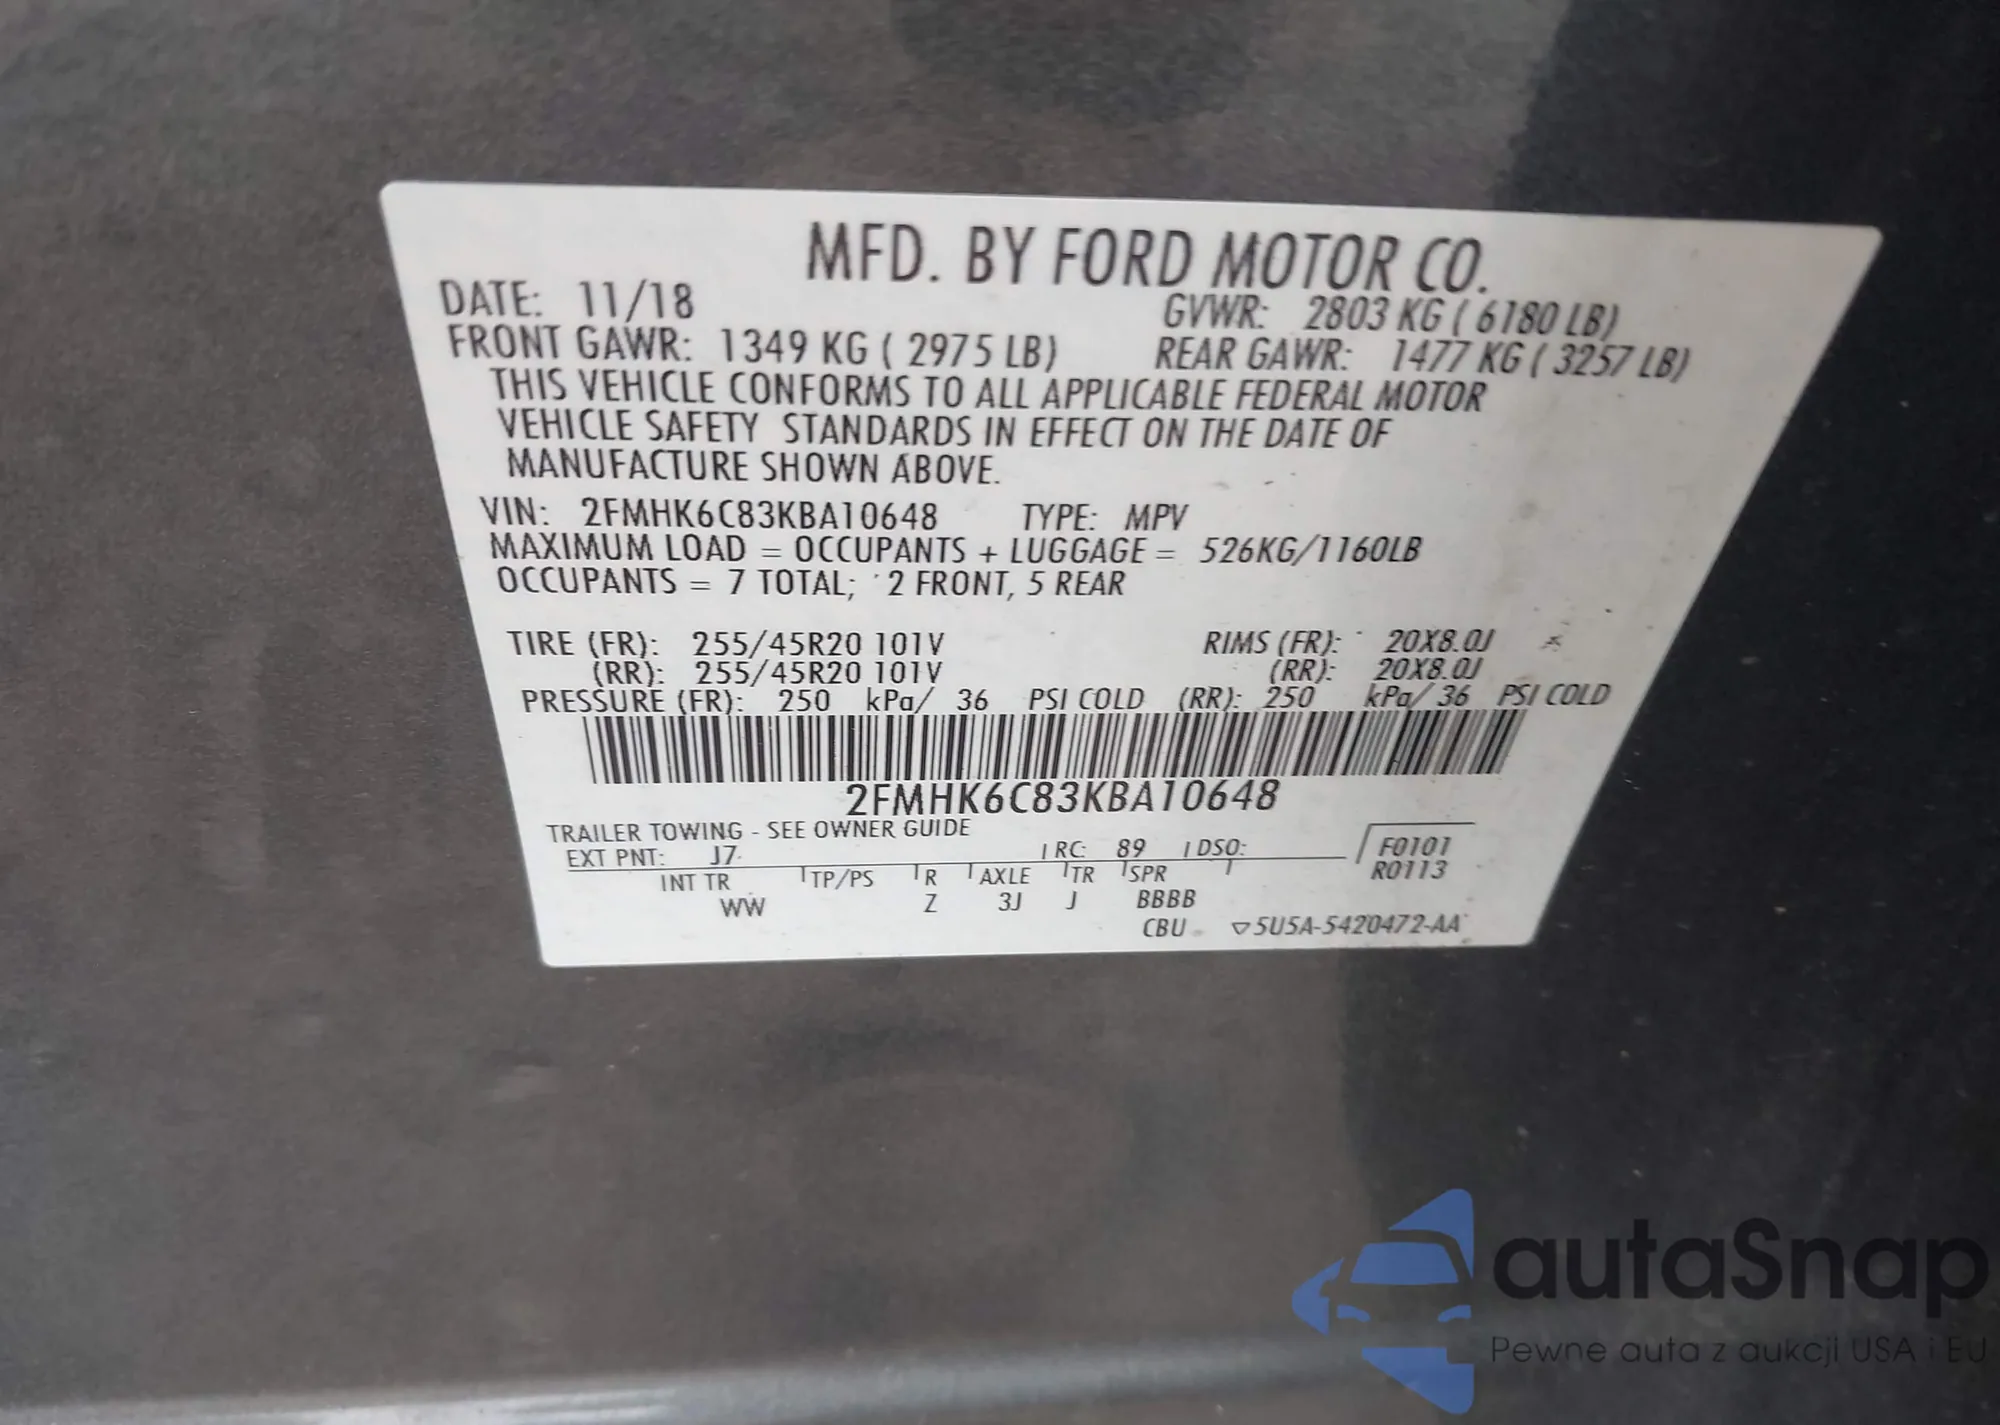 MFD. BY FORD MOTOR CO.
DATE: 11/18 GVWR: 2803 KG ( 6180 LB)
FRONT GAWR: 1349 KG ( 2975 LB) REAR GAWR: 1477 KG ( 3257 LB)
THIS VEHICLE CONFORMS TO ALL APPLICABLE FEDERAL MOTOR
VEHICLE SAFETY STANDARDS IN EFFECT ON THE DATE OF
MANUFACTURE SHOWN ABOVE.
VIN: 2FMHK6C83KBA10648 TYPE: MPV
MAXIMUM LOAD = OCCUPANTS + LUGGAGE = 526KG/1160LB
OCCUPANTS = 7 TOTAL; 2 FRONT, 5 REAR
TIRE (FR): 255/45R20 101V RIMS (FR): 20X8.0J
(RR): 255/45R20 101V (RR): 20X8.0J
PRESSURE (FR): 250 kPa/ 36 PSI COLD (RR): 250 kPa/ 36 PSI COLD
2FMHK6C83KBA10648
TRAILER TOWING - SEE OWNER GUIDE
EXT PNT: J7 RC: 89 DSO: F0101
R0113
INT TR TP/PS R AXLE TR SPR
WW Z 3J J BBBB
CBU ▽5U5A-5420472-AA
autaSnap
Pewne auta z aukcji USA i EU